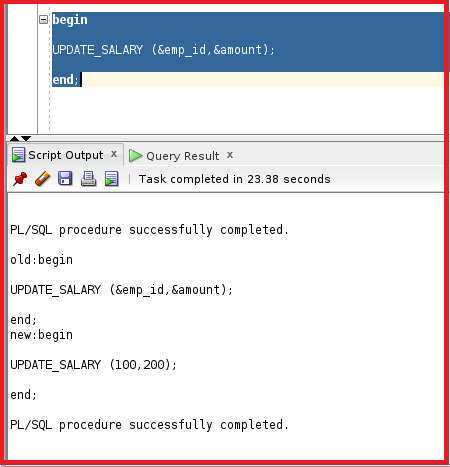 begin
UPDATE_SALARY (&emp_id,&amount);
end;
Script Output x Query Result x
Task completed in 23.38 seconds
PL/SQL procedure successfully completed.
old:begin
UPDATE_SALARY (&emp_id,&amount);
end;
new:begin
UPDATE_SALARY (100,200);
end;
PL/SQL procedure successfully completed.